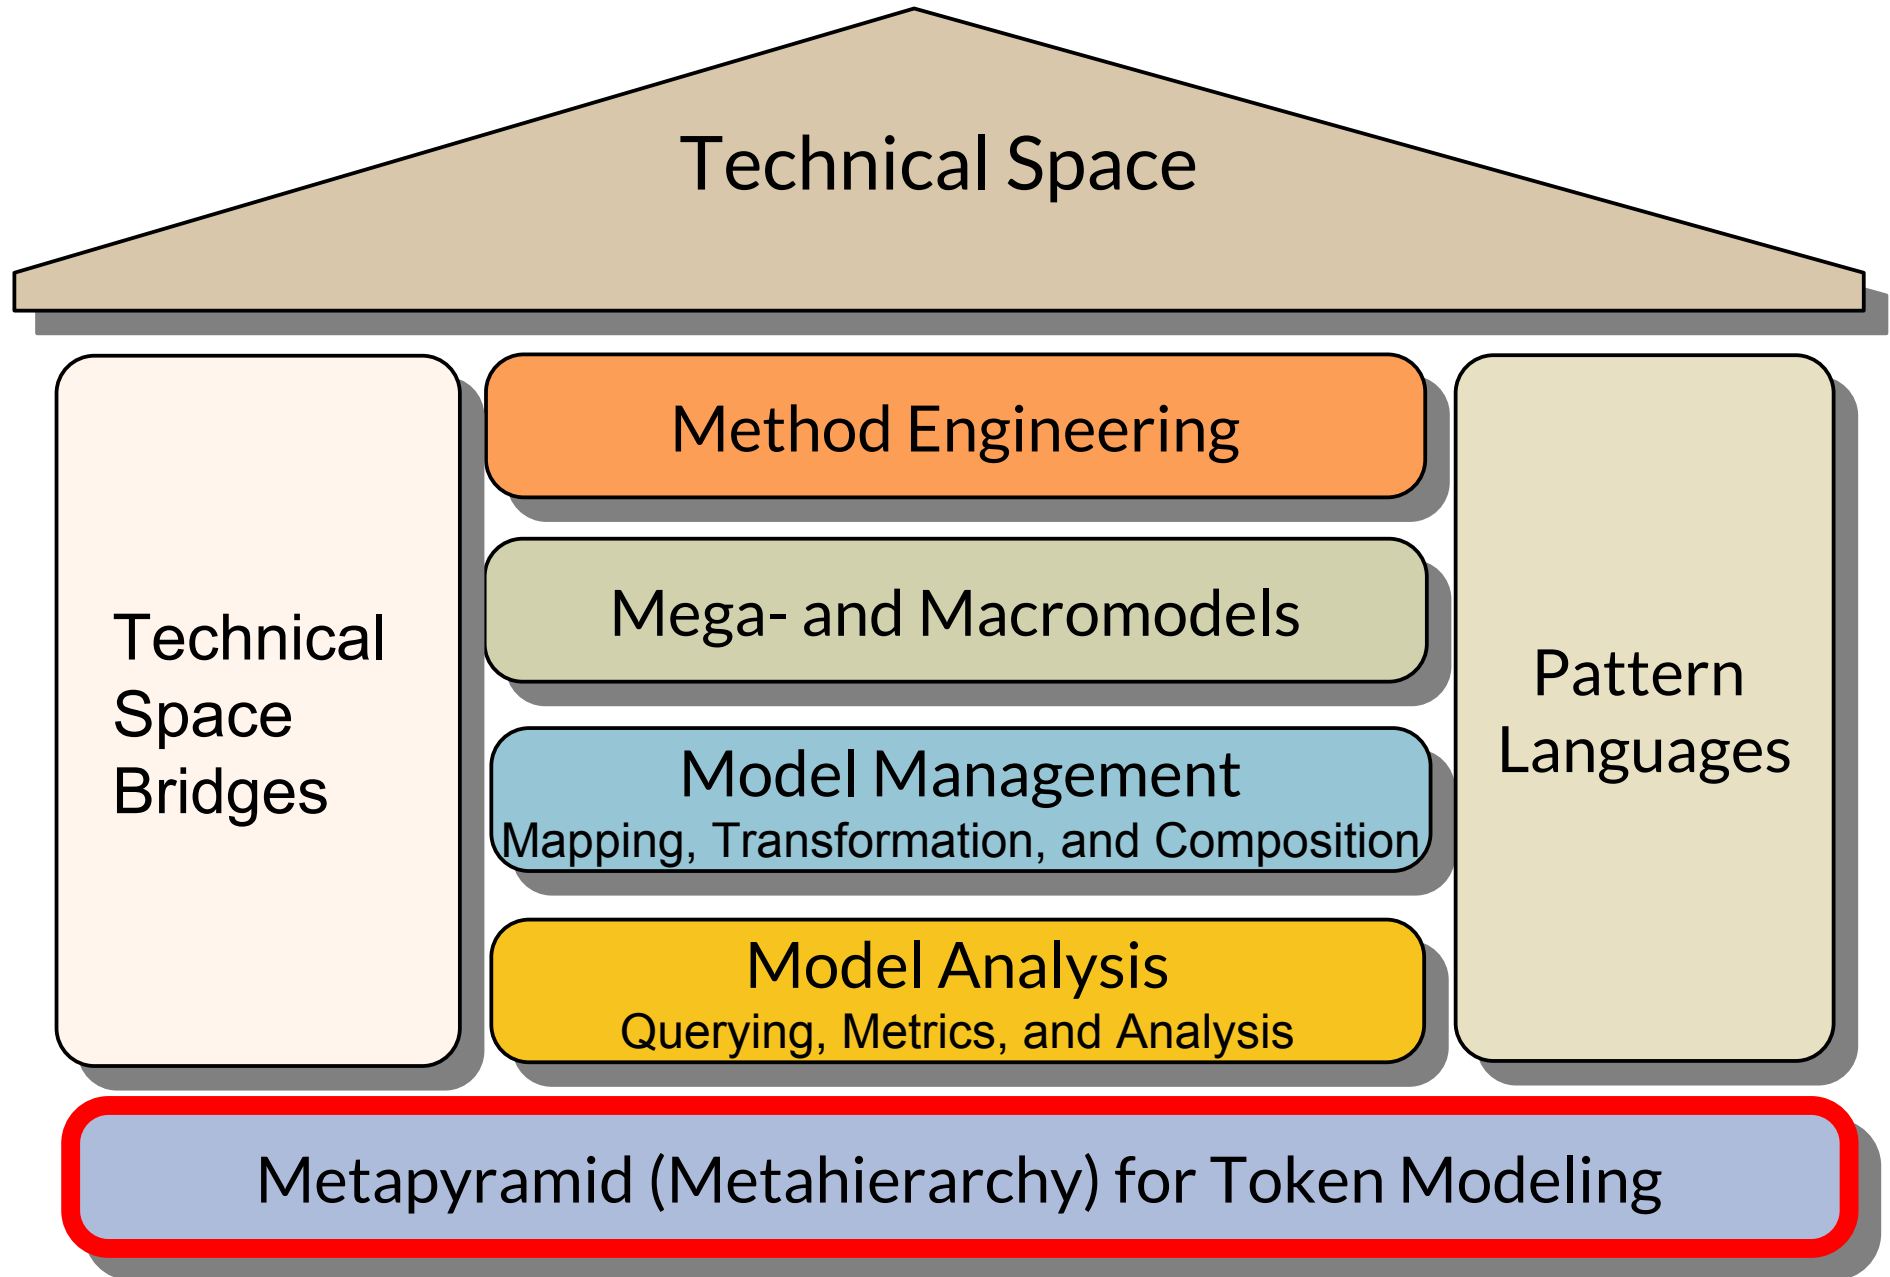 Technical Space
Method Engineering
Mega- and Macromodels
Technical
Space
Bridges
Pattern
Languages
Model Management
Mapping, Transformation, and Composition
Model Analysis
Querying, Metrics, and Analysis
Metapyramid (Metahierarchy) for Token Modeling